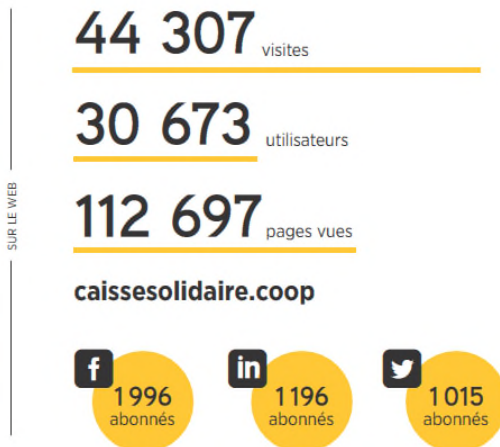 44 307 visites
30 673 utilisateurs
112 697 pages vues
SUR LE WEB
caissesolidaire.coop
f in
1 996 1 196 1 015
abonnés abonnés abonnés